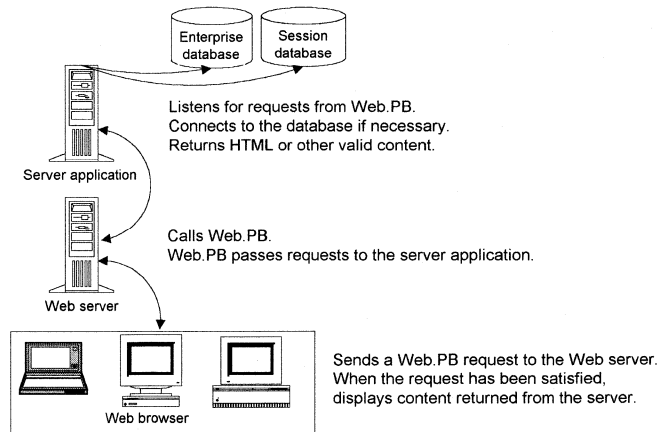 Enterprise
database
Session
database
Listens for requests from Web.PB.
Connects to the database if necessary.
Returns HTML or other valid content.
Server application
Calls Web.PB.
Web.PB passes requests to the server application.
Web server
Sends a Web.PB request to the Web server.
When the request has been satisfied,
displays content returned from the server.
Web browser